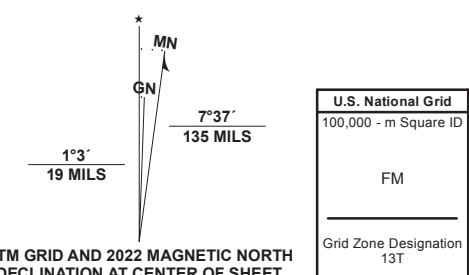 ★
MN
GN
7°37´
135 MILS
1°3´
19 MILS
TM GRID AND 2022 MAGNETIC NORTH
DECLINATION AT CENTER OF SHEET
U.S. National Grid
100,000 - m Square ID
FM
Grid Zone Designation
13T